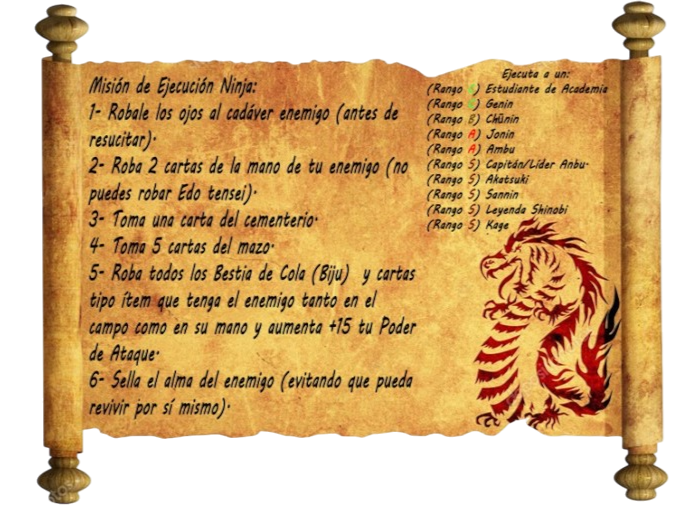 Misión de Ejecución Ninja:
1- Robale los ojos al cadáver enemigo (antes de
resucitar).
2- Roba 2 cartas de la mano de tu enemigo (no
puedes robar Edo tensei).
3- Toma una carta del cementerio.
4- Toma 5 cartas del mazo.
5- Roba todos los Bestia de Cola (Biju) y cartas
tipo ítem que tenga el enemigo tanto en el
campo como en su mano y aumenta +15 tu Poder
de Ataque.
6- Sella el alma del enemigo (evitando que pueda
revivir por sí mismo).
Ejecuta a un:
(Rango ) Estudiante de Academia
(Rango ) Genin
(Rango B) Chūnin
(Rango A) Jonin
(Rango A) Ambu
(Rango S) Capitán/Líder Anbu.
(Rango S) Akatsuki
(Rango S) Sannin
(Rango S) Leyenda Shinobi
(Rango S) Kage